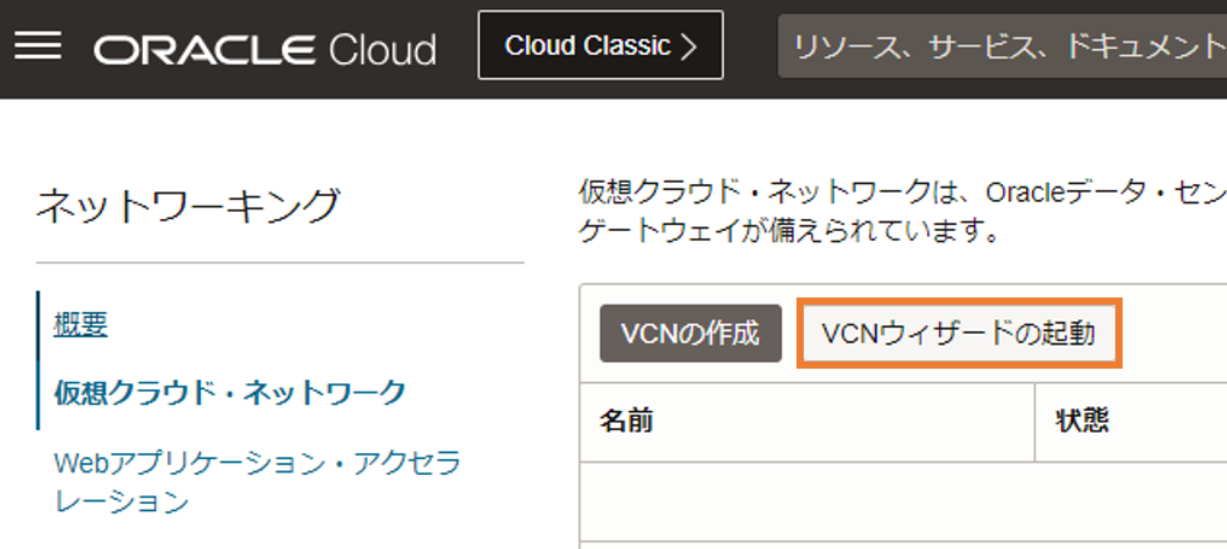 ORACLE Cloud
Cloud Classic
リソース、サービス、ドキュメント
ネットワーキング
概要
仮想クラウド・ネットワーク
Webアプリケーション・アクセラ
レーション
仮想クラウド・ネットワークは、Oracleデータ・セン
ゲートウェイが備えられています。
VCNの作成
VCNウィザードの起動
名前
状態